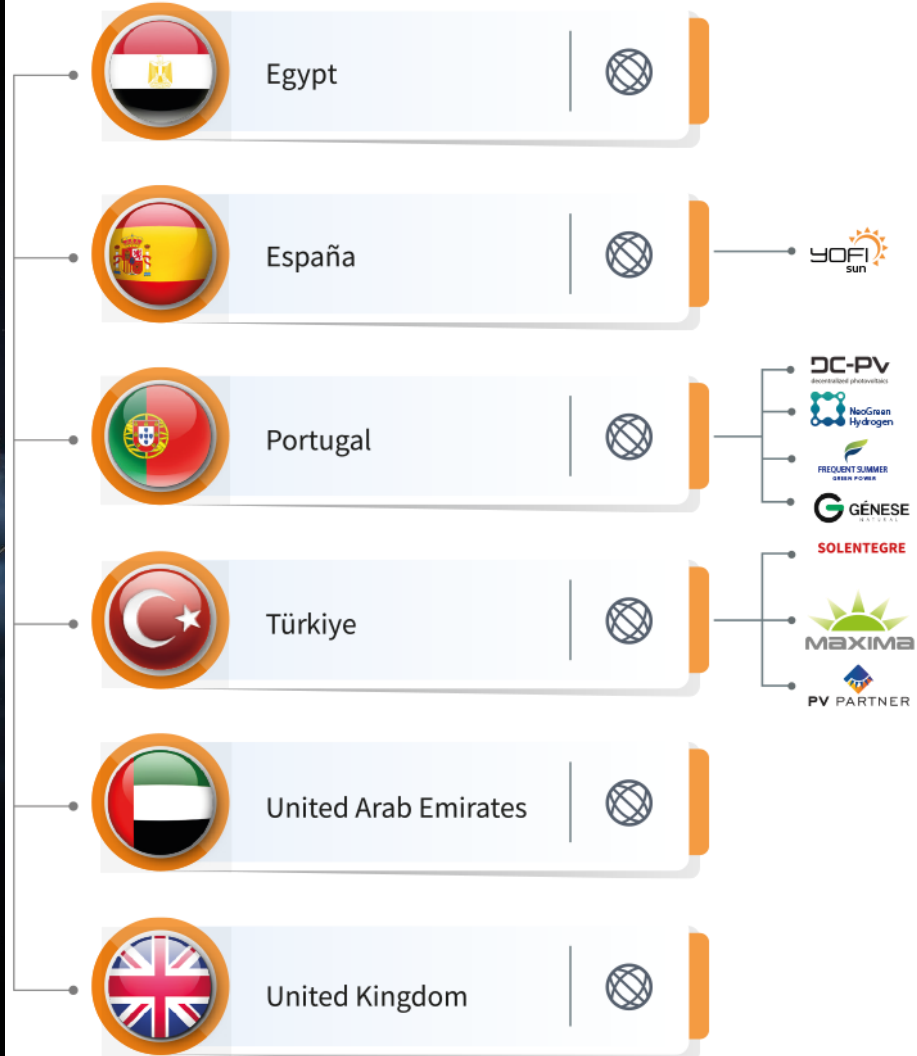 Egypt
España
YOFI
sun
Portugal
DC-PV
decentralized photovoltaics
NeoGreen
Hydrogen
FREQUENT SUMMER
GREEN POWER
GÉNESE
NATURAL
Türkiye
SOLENTEGRE
maxima
PV PARTNER
United Arab Emirates
United Kingdom